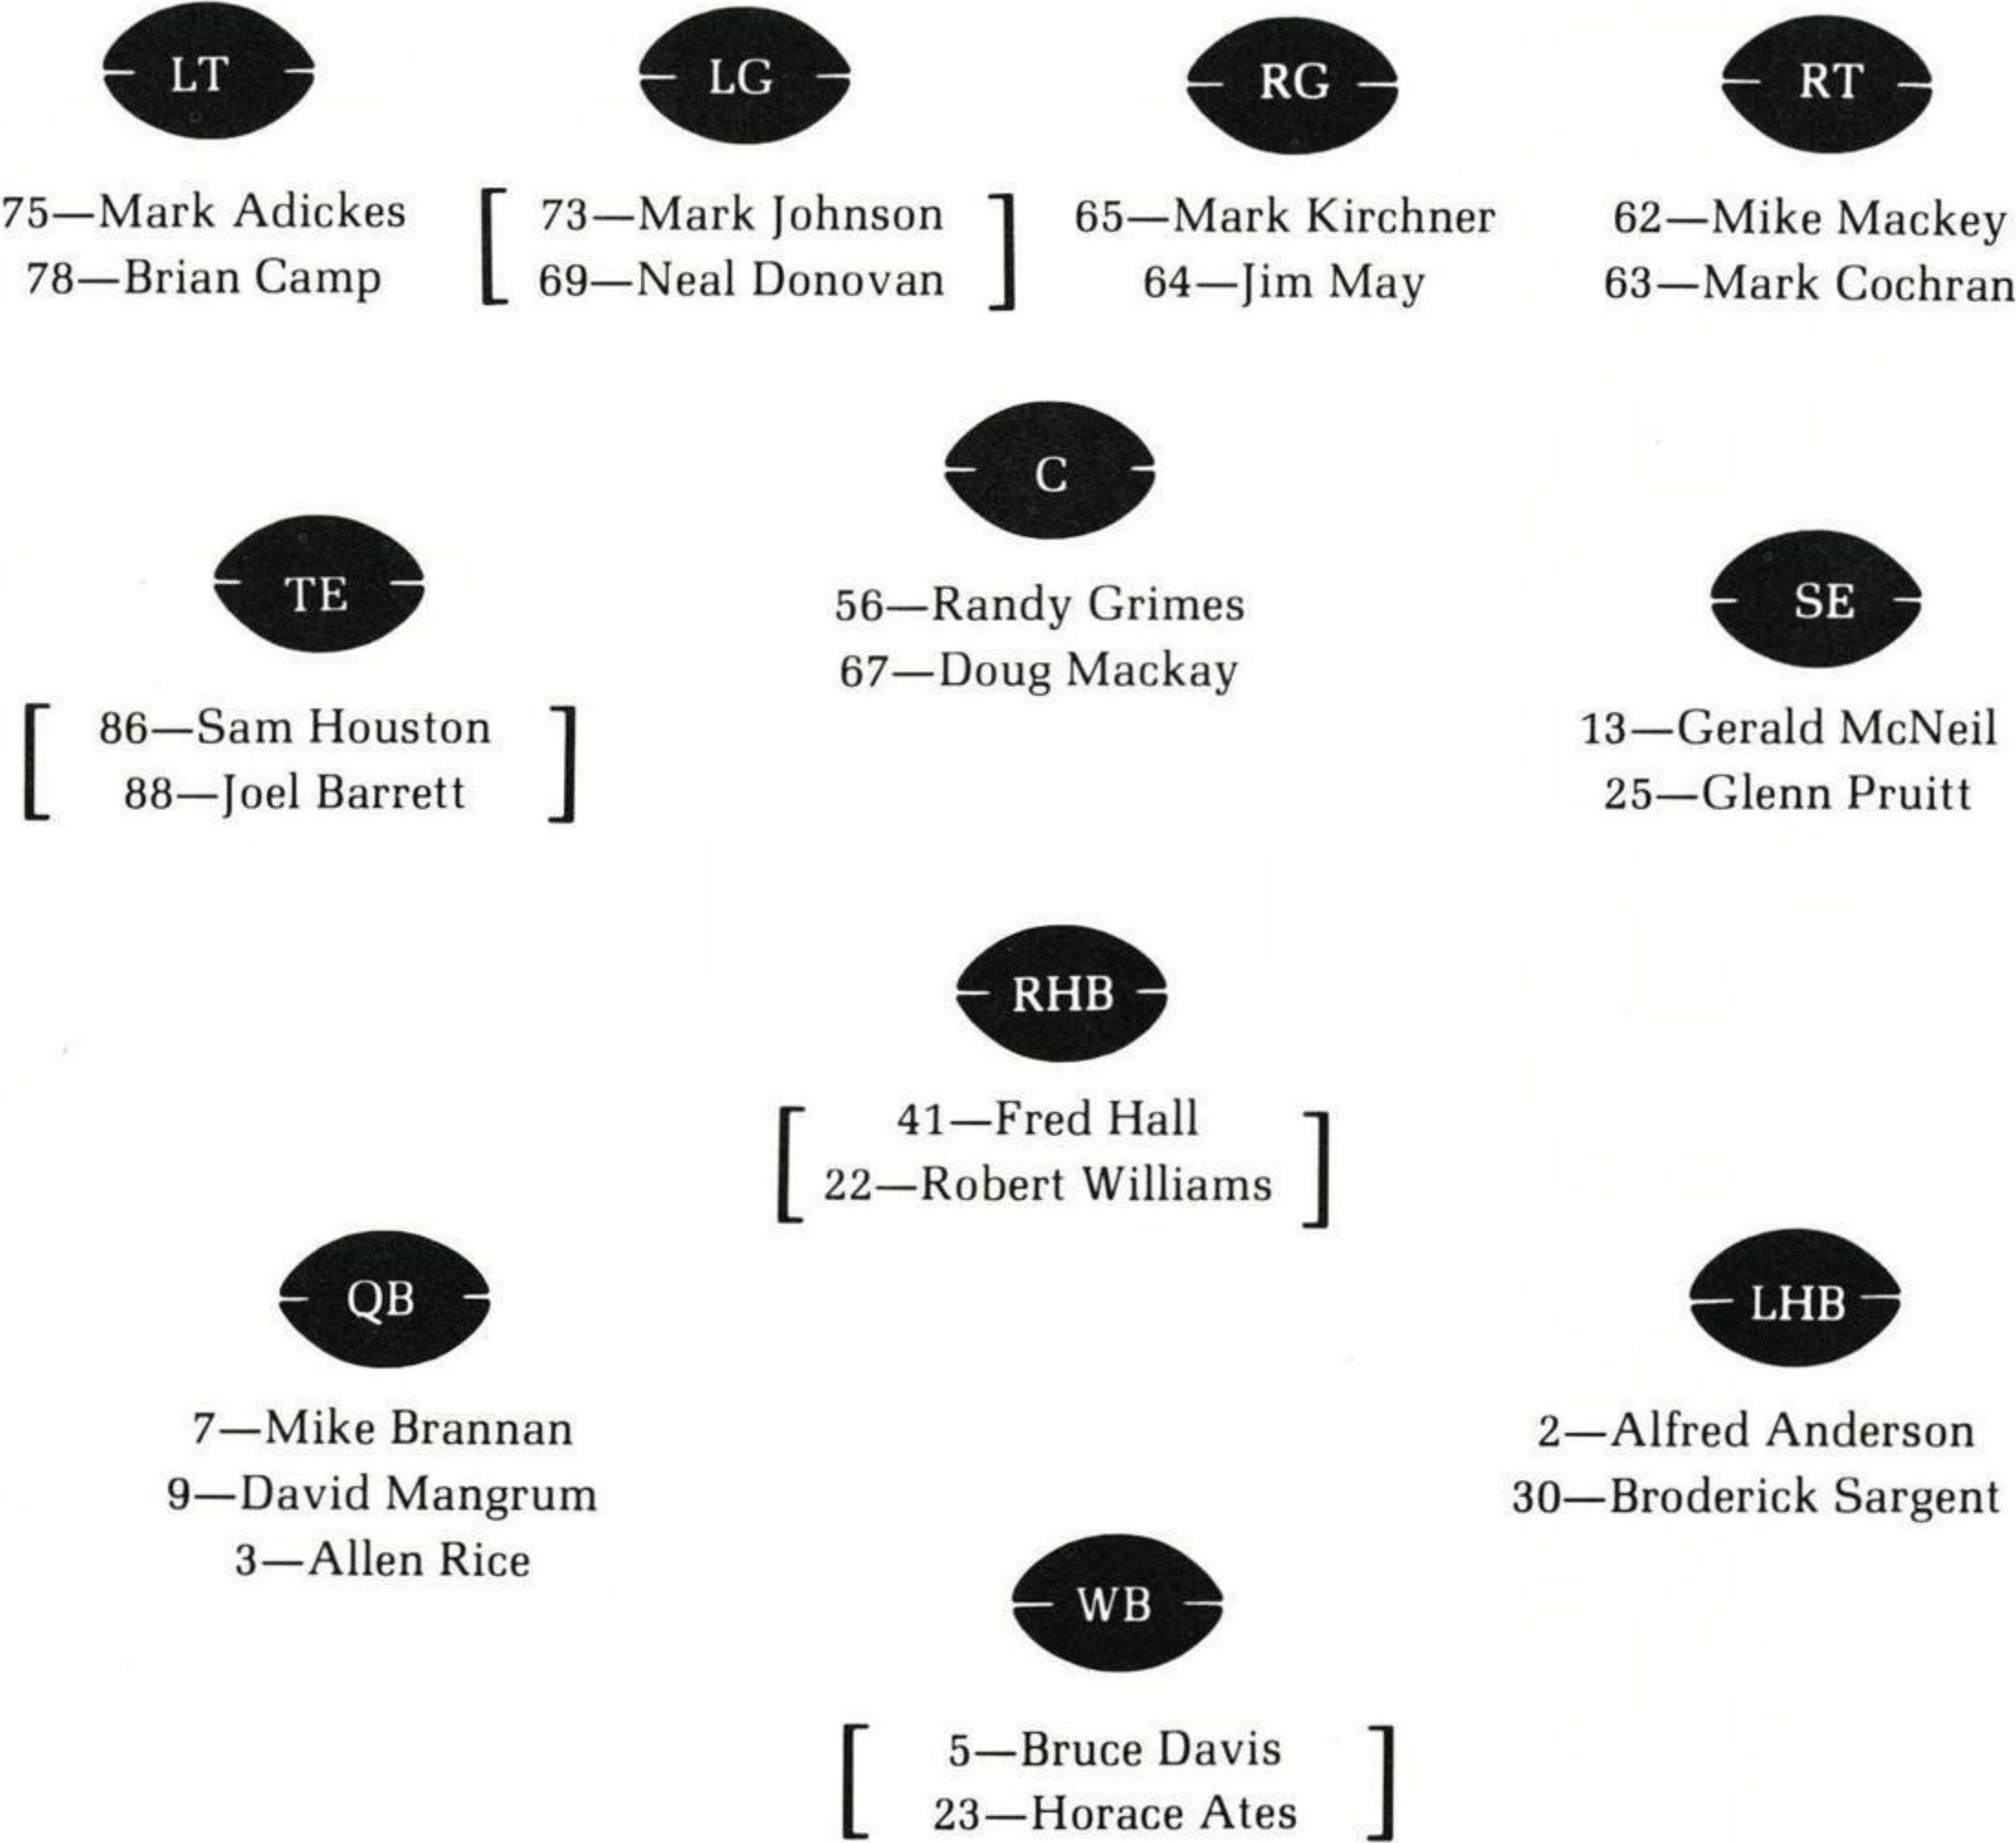 LT
75—Mark Adickes
78—Brian Camp
LG
[ 73—Mark Johnson ]
[ 69—Neal Donovan ]
RG
65—Mark Kirchner
64—Jim May
RT
62—Mike Mackey
63—Mark Cochran
C
56—Randy Grimes
67—Doug Mackay
TE
[ 86—Sam Houston ]
[ 88—Joel Barrett ]
SE
13—Gerald McNeil
25—Glenn Pruitt
RHB
[ 41—Fred Hall ]
[ 22—Robert Williams ]
QB
7—Mike Brannan
9—David Mangrum
3—Allen Rice
LHB
2—Alfred Anderson
30—Broderick Sargent
WB
[ 5—Bruce Davis ]
[ 23—Horace Ates ]